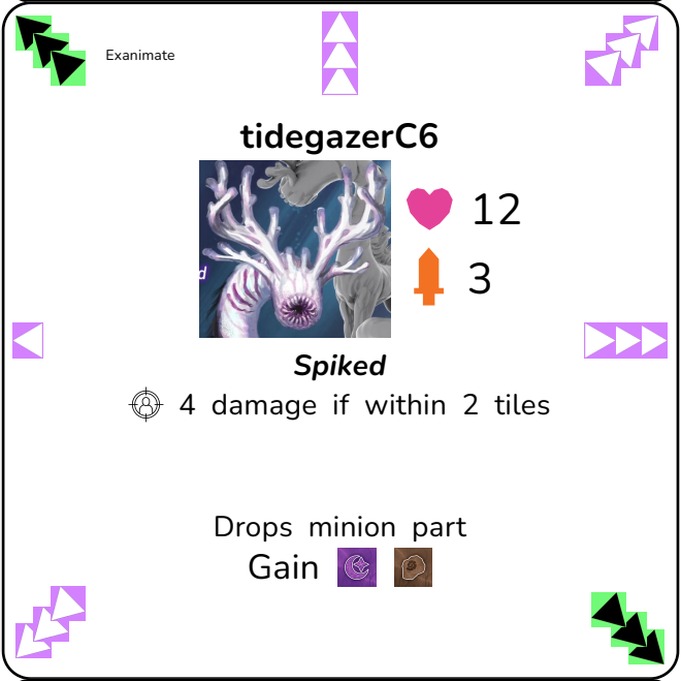 Exanimate
tidegazerC6
12
d
3
Spiked
4 damage if within 2 tiles
Drops minion part
Gain